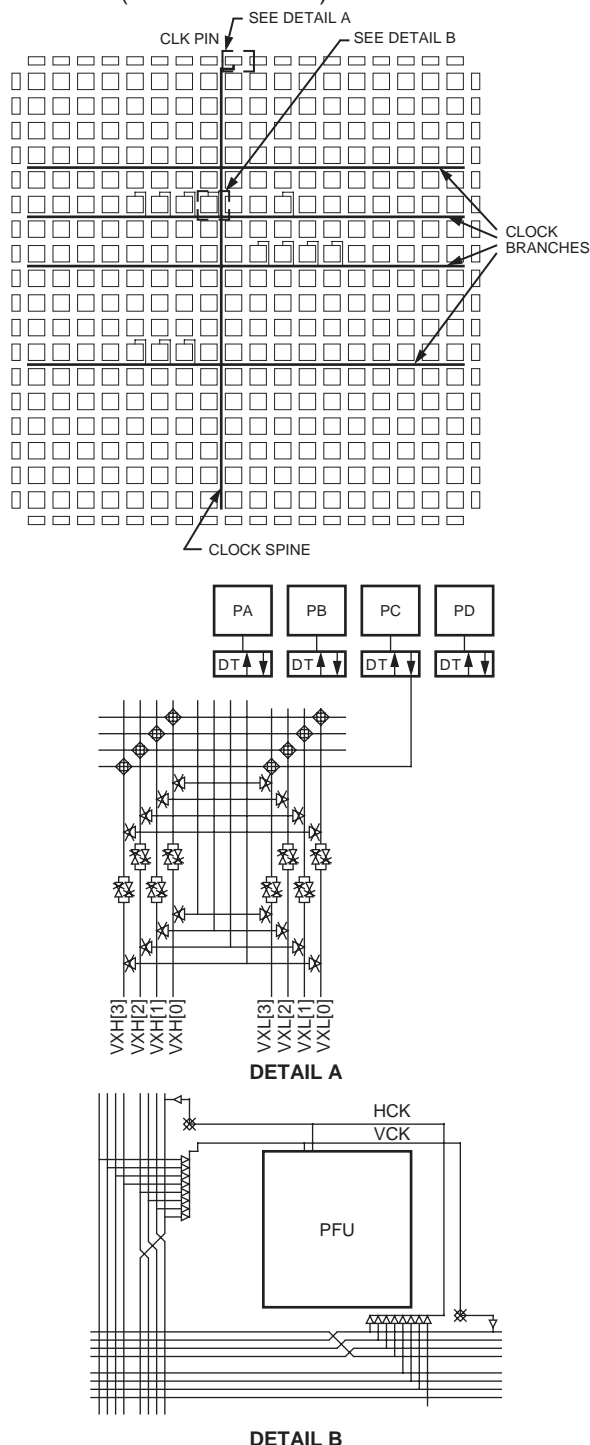 SEE DETAIL A
CLK PIN
SEE DETAIL B
CLOCK
BRANCHES
CLOCK SPINE
PA
PB
PC
PD
DT
DT
DT
DT
VXH[3]
VXH[2]
VXH[1]
VXH[0]
VXL[3]
VXL[2]
VXL[1]
VXL[0]
DETAIL A
HCK
VCK
PFU
DETAIL B